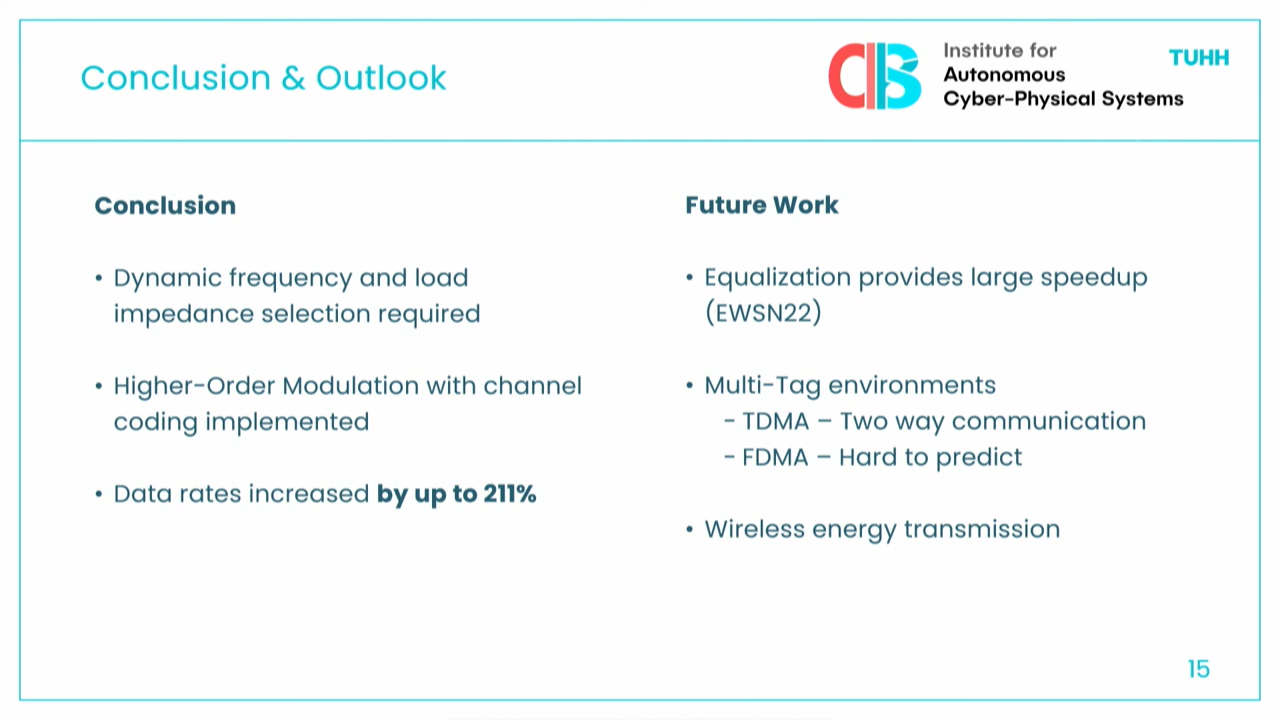 Conclusion & Outlook
Institute for
Autonomous
Cyber-Physical Systems
TUHH
Conclusion
• Dynamic frequency and load
impedance selection required
• Higher-Order Modulation with channel
coding implemented
• Data rates increased by up to 211%
Future Work
• Equalization provides large speedup
(EWSN22)
• Multi-Tag environments
- TDMA – Two way communication
- FDMA – Hard to predict
• Wireless energy transmission
15